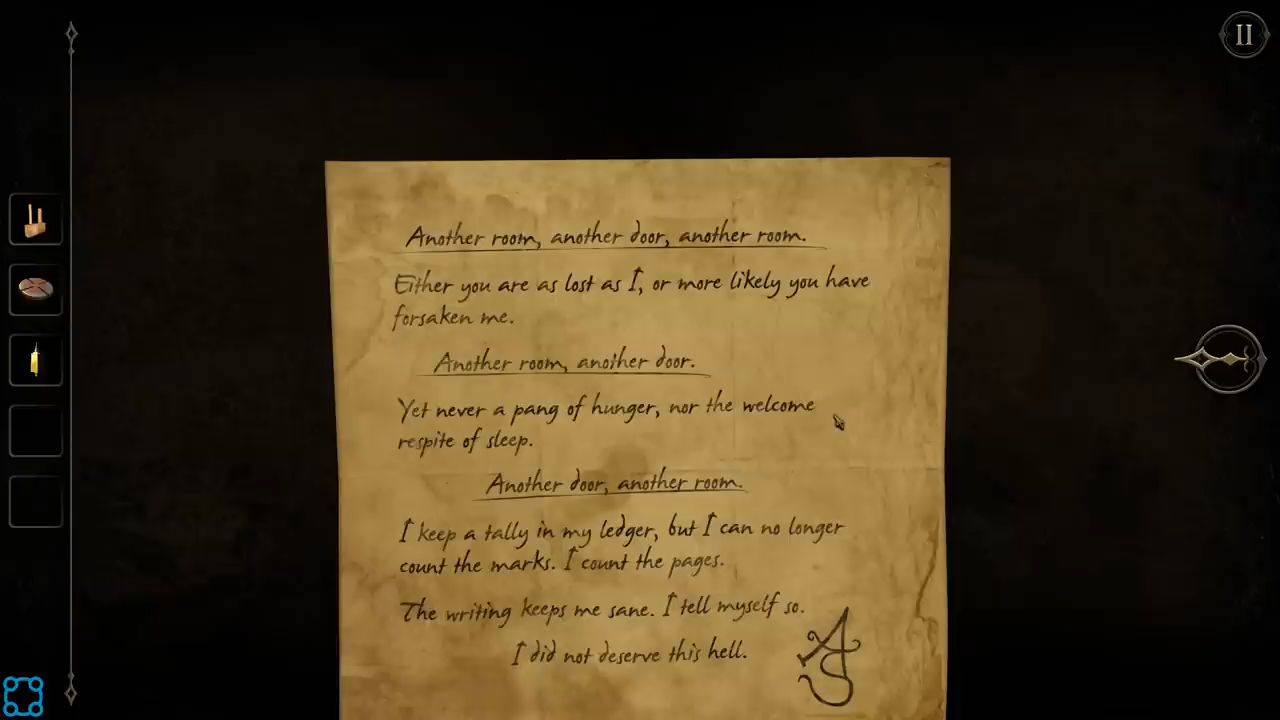 Another room, another door, another room.
Either you are as lost as I, or more likely you have
forsaken me.
Another room, another door.
Yet never a pang of hunger, nor the welcome
respite of sleep.
Another door, another room.
I keep a tally in my ledger, but I can no longer
count the marks. I count the pages.
The writing keeps me sane. I tell myself so.
I did not deserve this hell.
AS